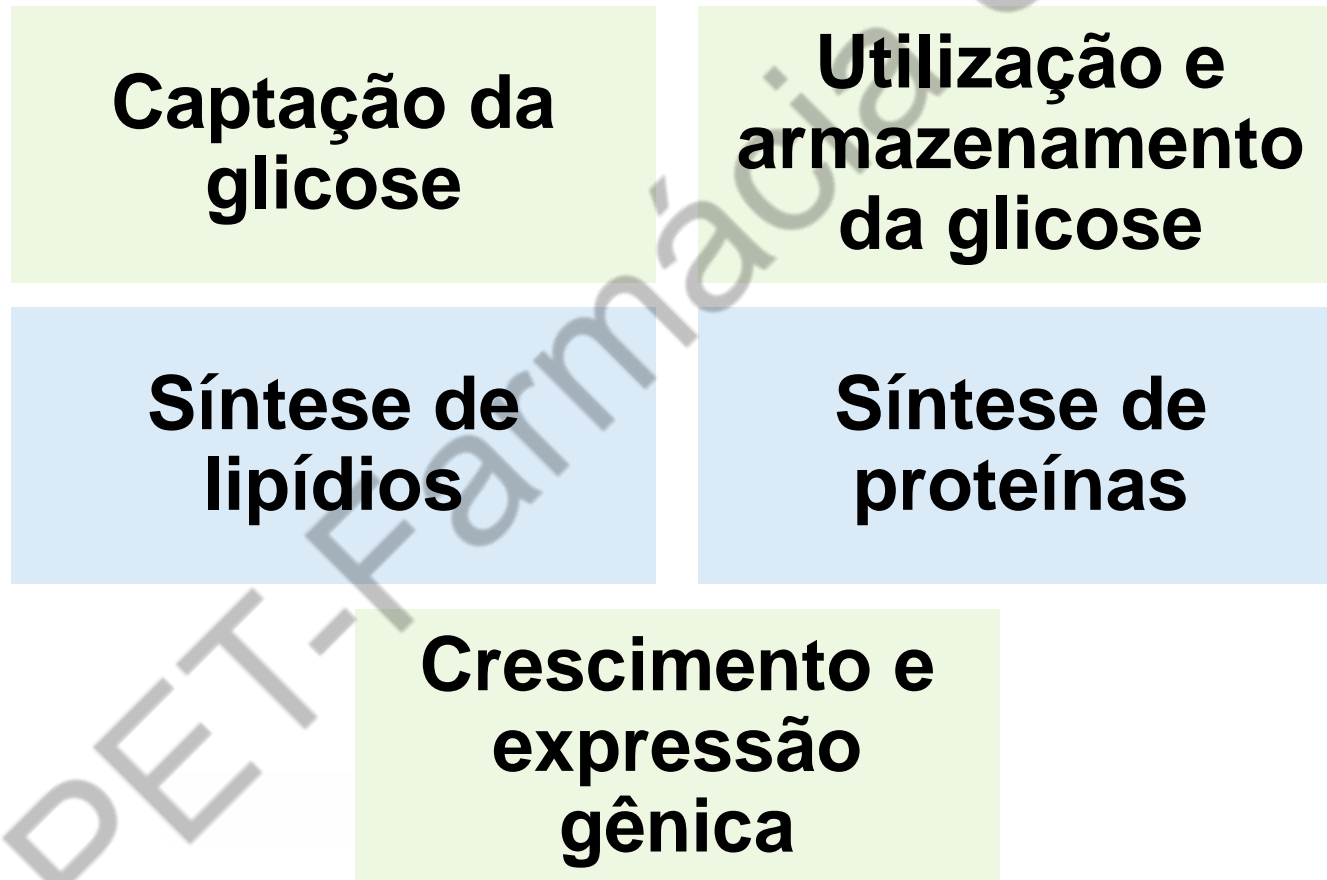 Captação da
glicose
Utilização e
armazenamento
da glicose
Síntese de
lipídios
Síntese de
proteínas
Crescimento e
expressão
gênica
PET-Farmácia